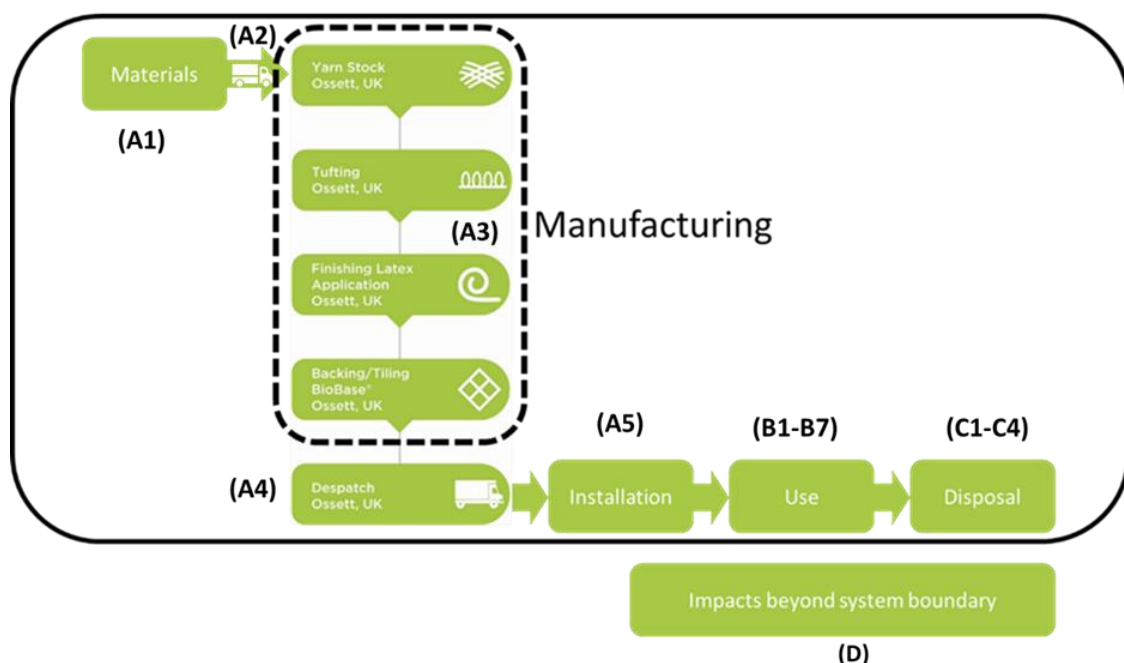 (A2)
Materials
(A1)
Yarn Stock
Ossett, UK
Tufting
Ossett, UK
(A3)
Manufacturing
Finishing Latex
Application
Ossett, UK
Backing/Tiling
BioBase®
Ossett, UK
(A4)
Despatch
Ossett, UK
(A5)
Installation
(B1-B7)
Use
(C1-C4)
Disposal
Impacts beyond system boundary
(D)